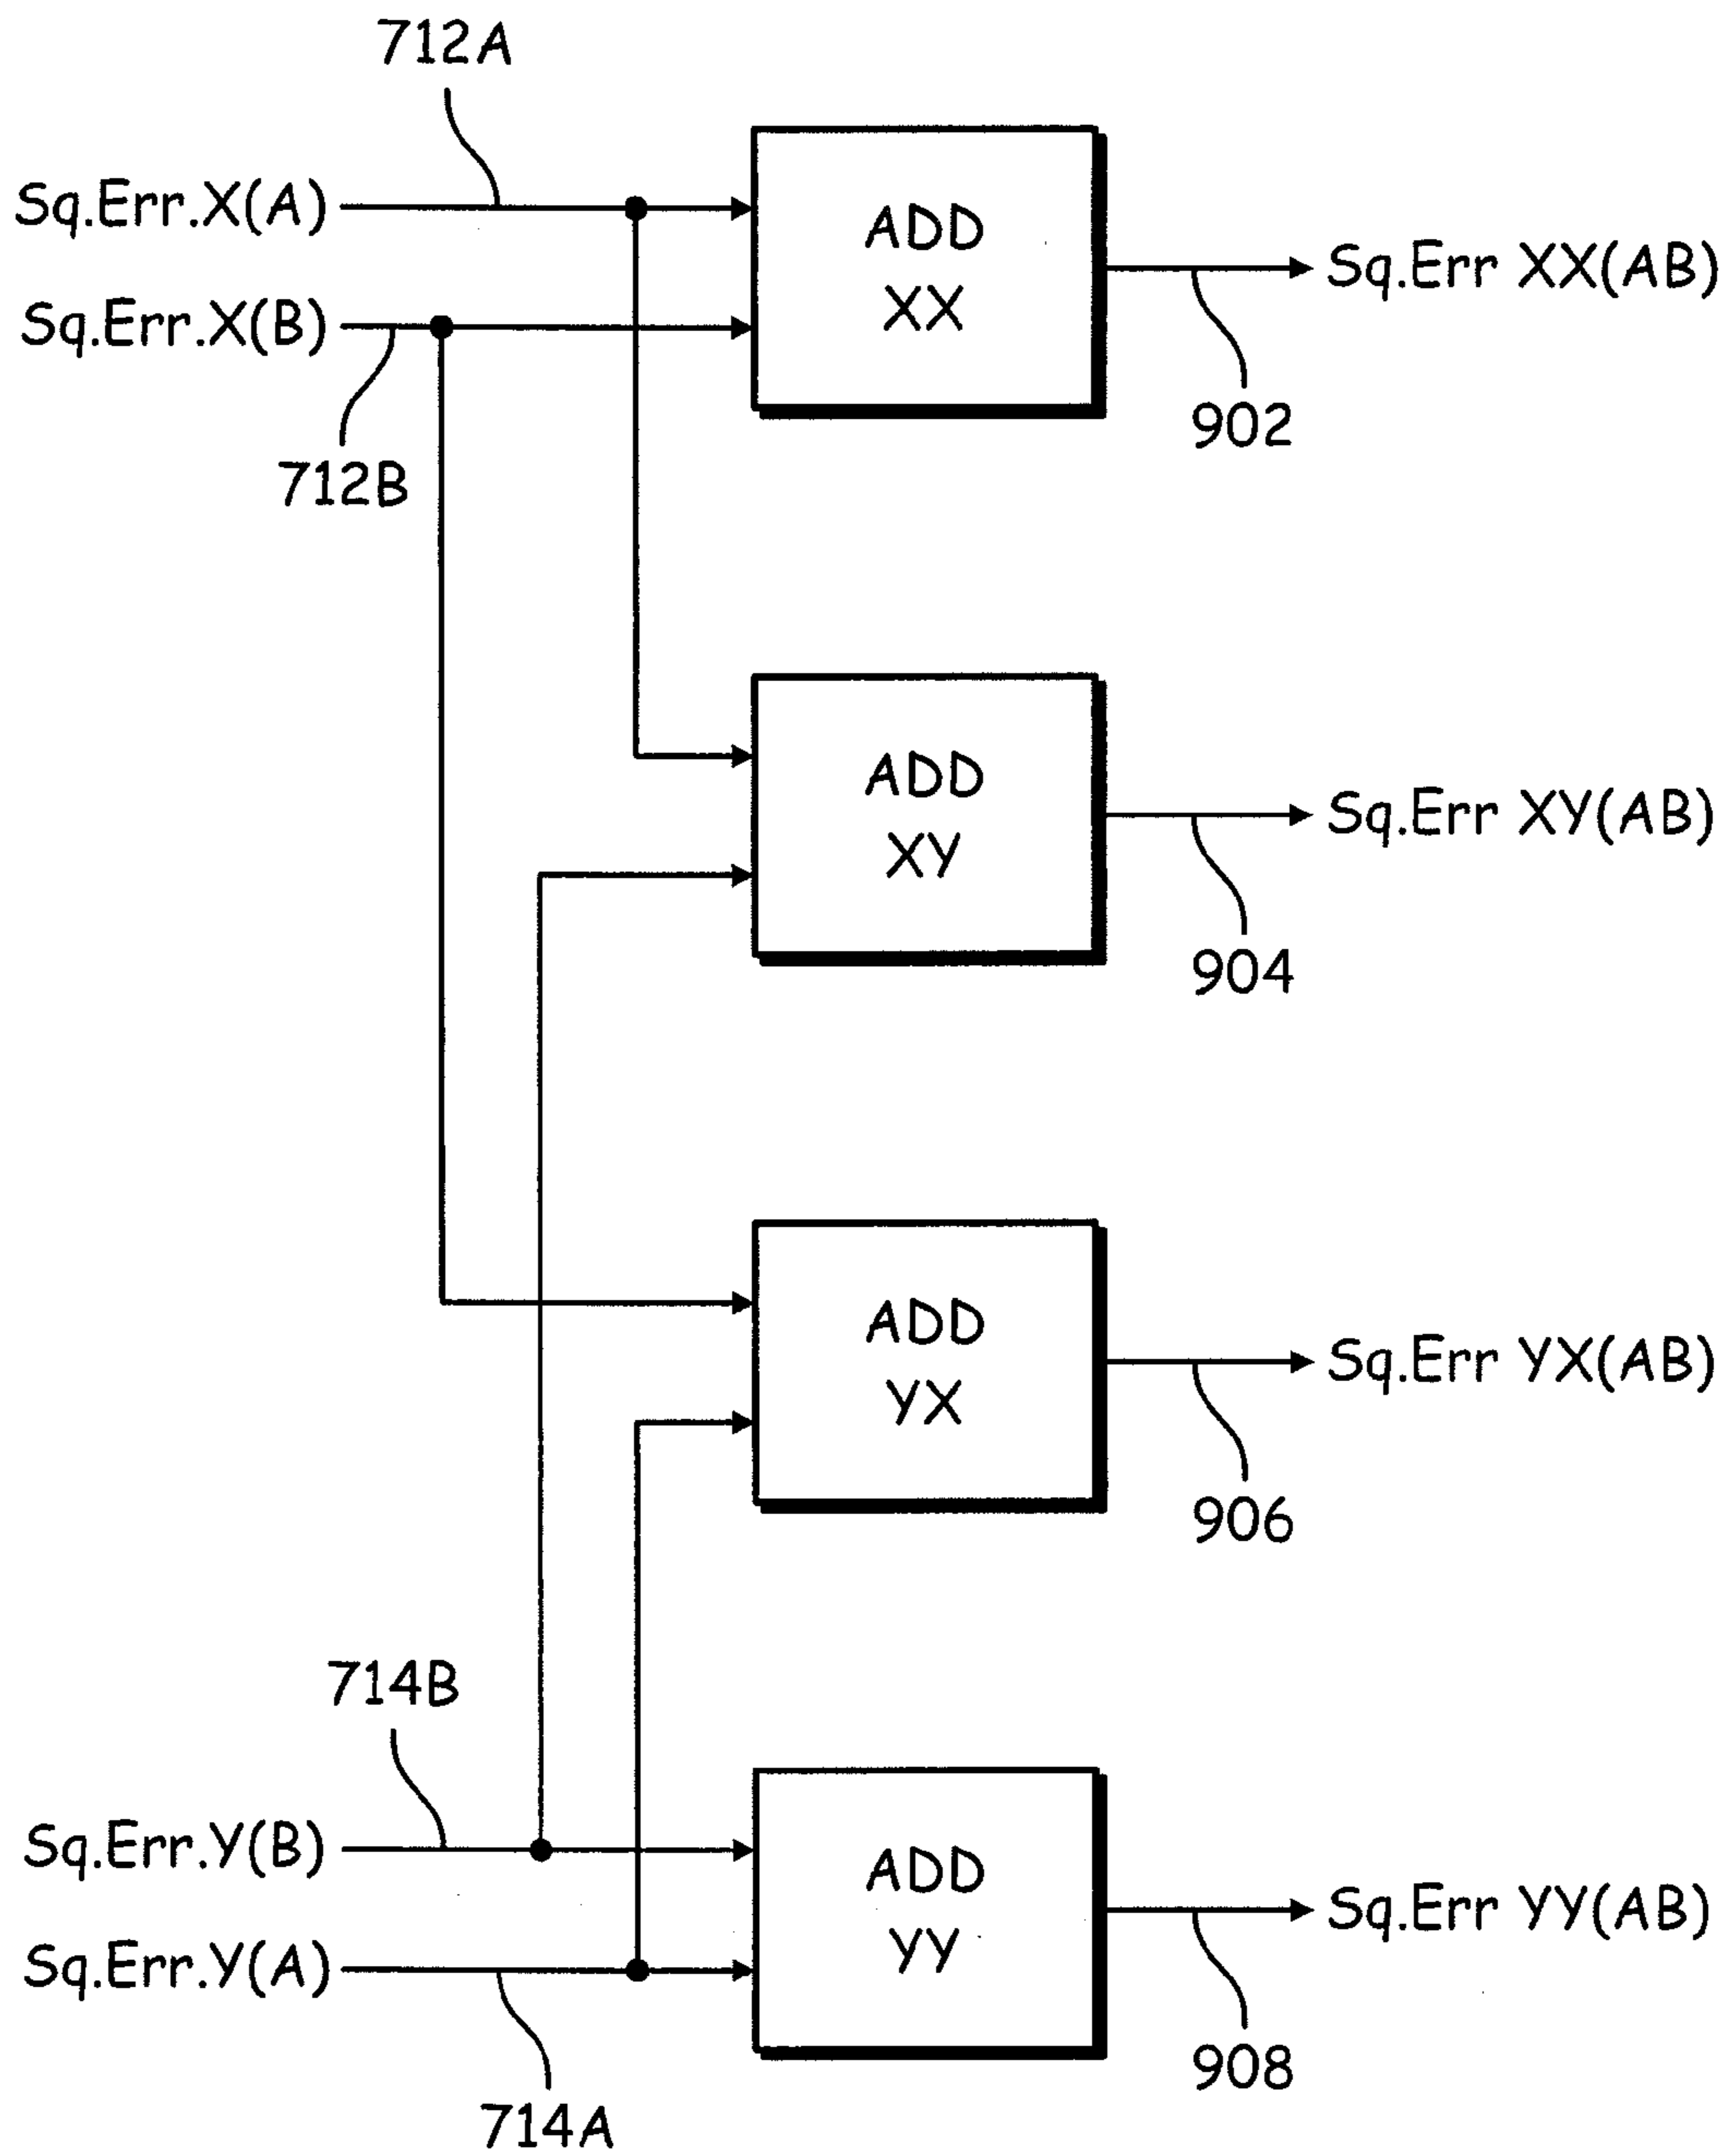 712A
Sq.Err.X(A)
ADD
XX
Sq.Err XX(AB)
Sq.Err.X(B)
902
712B
ADD
XY
Sq.Err XY(AB)
904
ADD
YX
Sq.Err YX(AB)
906
714B
Sq.Err.Y(B)
ADD
YY
Sq.Err YY(AB)
Sq.Err.Y(A)
908
714A